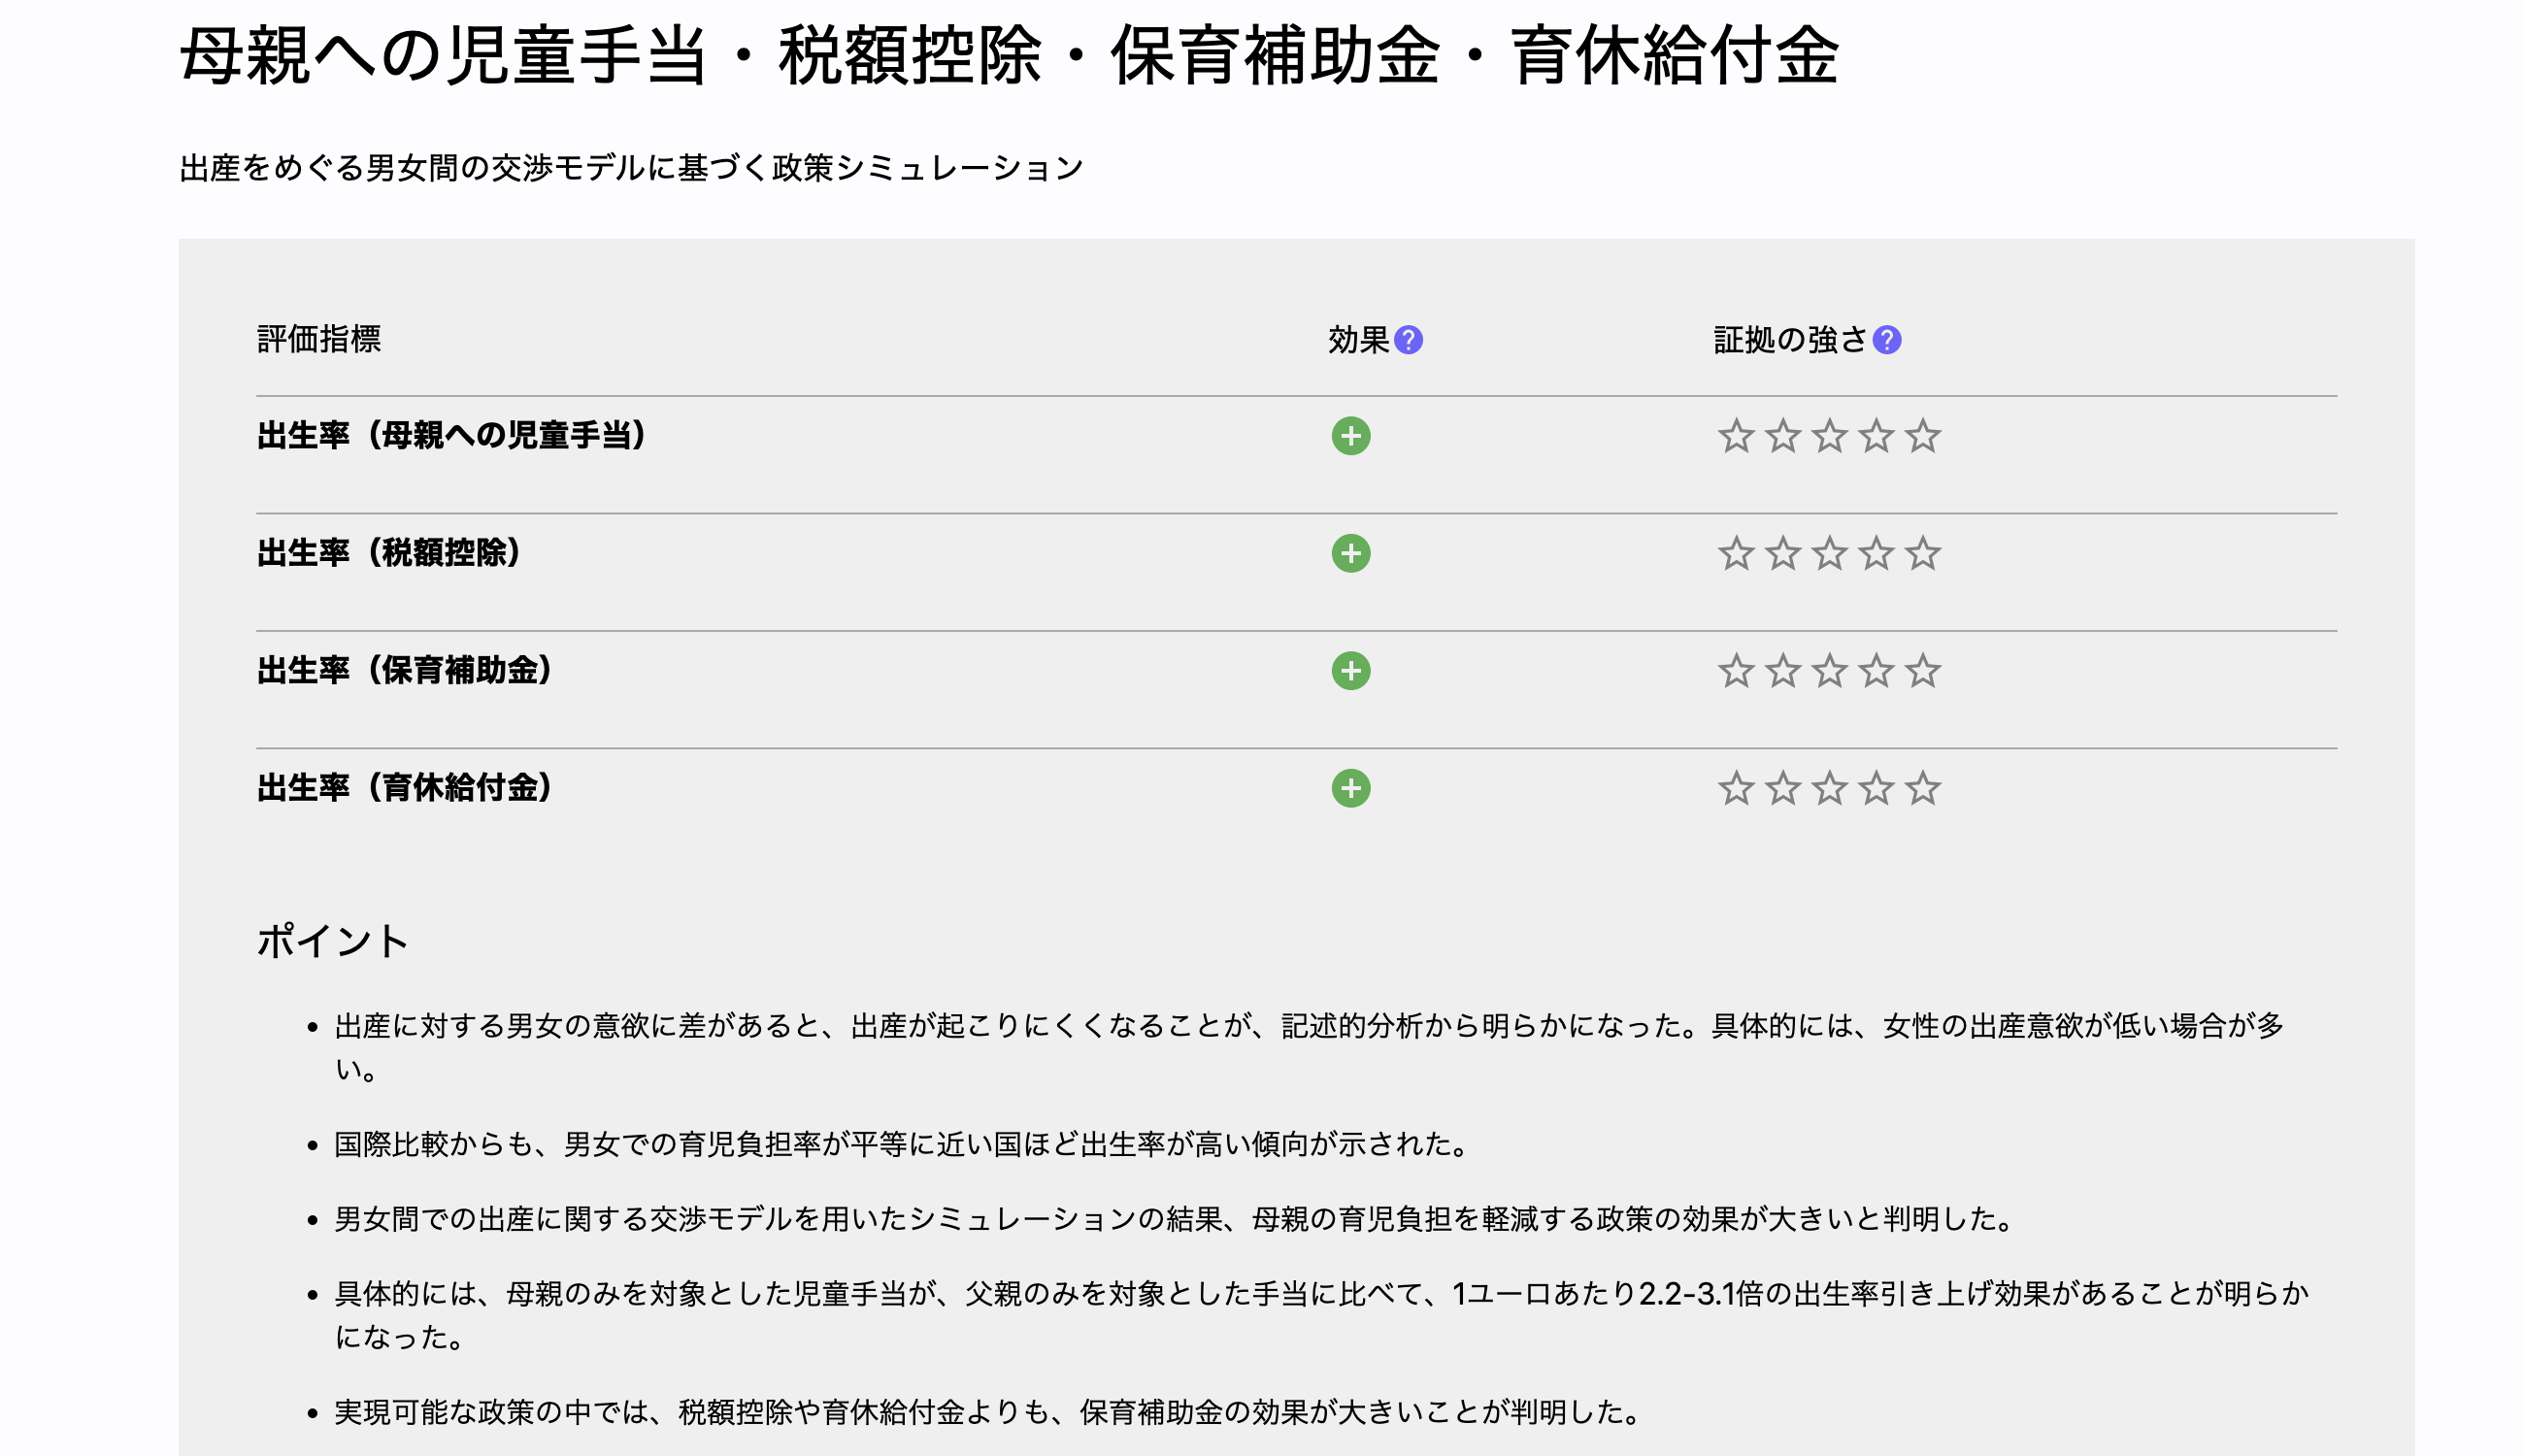 母親への児童手当・税額控除・保育補助金・育休給付金
出産をめぐる男女間の交渉モデルに基づく政策シミュレーション
評価指標 効果? 証拠の強さ?
出生率（母親への児童手当）
出生率（税額控除）
出生率（保育補助金）
出生率（育休給付金）
ポイント
• 出産に対する男女の意欲に差があると、出産が起こりにくくなることが、記述的分析から明らかになった。具体的には、女性の出産意欲が低い場合が多
い。
• 国際比較からも、男女での育児負担率が平等に近い国ほど出生率が高い傾向が示された。
• 男女間での出産に関する交渉モデルを用いたシミュレーションの結果、母親の育児負担を軽減する政策の効果が大きいと判明した。
• 具体的には、母親のみを対象とした児童手当が、父親のみを対象とした手当に比べて、1ユーロあたり2.2-3.1倍の出生率引き上げ効果があることが明らか
になった。
• 実現可能な政策の中では、税額控除や育休給付金よりも、保育補助金の効果が大きいことが判明した。